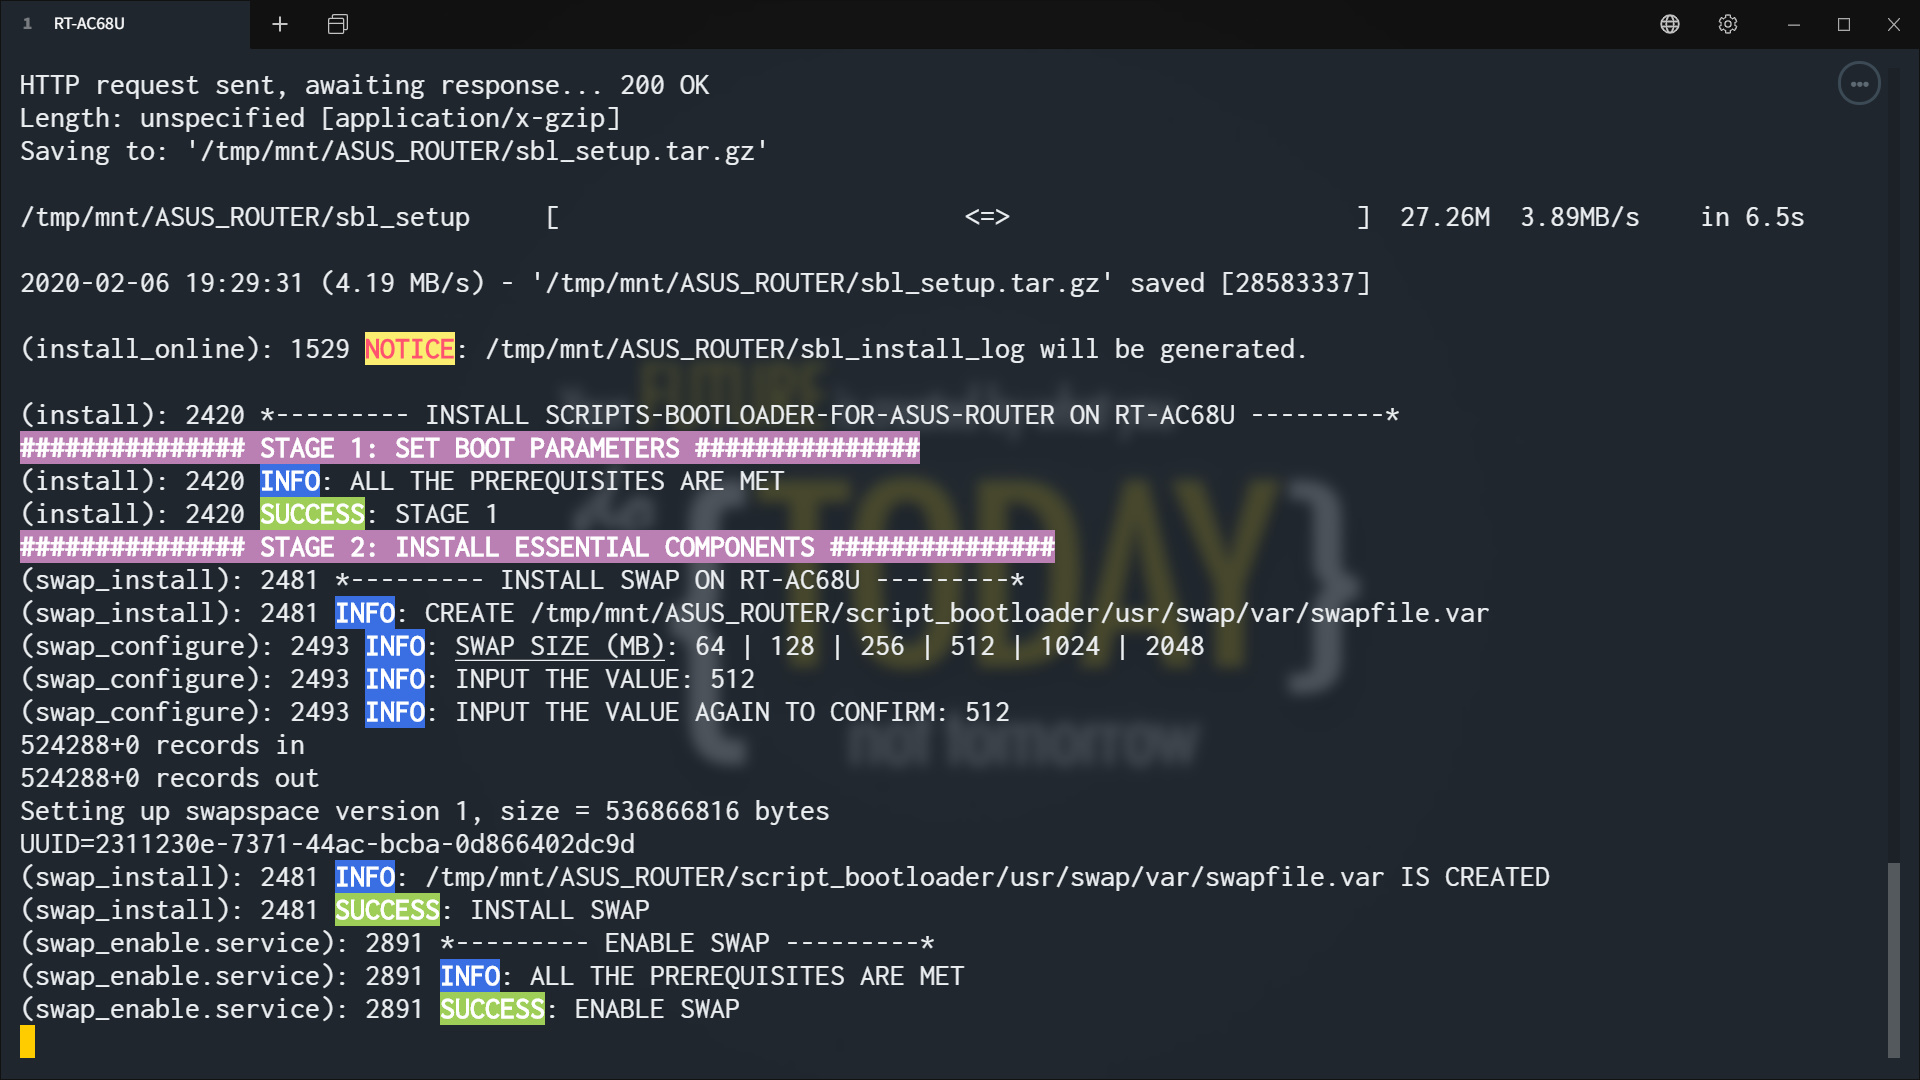 1 RT-AC68U
HTTP request sent, awaiting response... 200 OK
Length: unspecified [application/x-gzip]
Saving to: '/tmp/mnt/ASUS_ROUTER/sbl_setup.tar.gz'
/tmp/mnt/ASUS_ROUTER/sbl_setup [ <=> ] 27.26M 3.89MB/s in 6.5s
2020-02-06 19:29:31 (4.19 MB/s) - '/tmp/mnt/ASUS_ROUTER/sbl_setup.tar.gz' saved [28583337]
(install_online): 1529 NOTICE: /tmp/mnt/ASUS_ROUTER/sbl_install_log will be generated.
(install): 2420 *--------- INSTALL SCRIPTS-BOOTLOADER-FOR-ASUS-ROUTER ON RT-AC68U ---------*
############### STAGE 1: SET BOOT PARAMETERS ###############
(install): 2420 INFO: ALL THE PREREQUISITES ARE MET
(install): 2420 SUCCESS: STAGE 1
############### STAGE 2: INSTALL ESSENTIAL COMPONENTS ###############
(swap_install): 2481 *--------- INSTALL SWAP ON RT-AC68U ---------*
(swap_install): 2481 INFO: CREATE /tmp/mnt/ASUS_ROUTER/script_bootloader/usr/swap/var/swapfile.var
(swap_configure): 2493 INFO: SWAP SIZE (MB): 64 | 128 | 256 | 512 | 1024 | 2048
(swap_configure): 2493 INFO: INPUT THE VALUE: 512
(swap_configure): 2493 INFO: INPUT THE VALUE AGAIN TO CONFIRM: 512
524288+0 records in
524288+0 records out
Setting up swapspace version 1, size = 536866816 bytes
UUID=2311230e-7371-44ac-bcba-0d866402dc9d
(swap_install): 2481 INFO: /tmp/mnt/ASUS_ROUTER/script_bootloader/usr/swap/var/swapfile.var IS CREATED
(swap_install): 2481 SUCCESS: INSTALL SWAP
(swap_enable.service): 2891 *--------- ENABLE SWAP ---------*
(swap_enable.service): 2891 INFO: ALL THE PREREQUISITES ARE MET
(swap_enable.service): 2891 SUCCESS: ENABLE SWAP
FUTURE
{TODAY}
not tomorrow